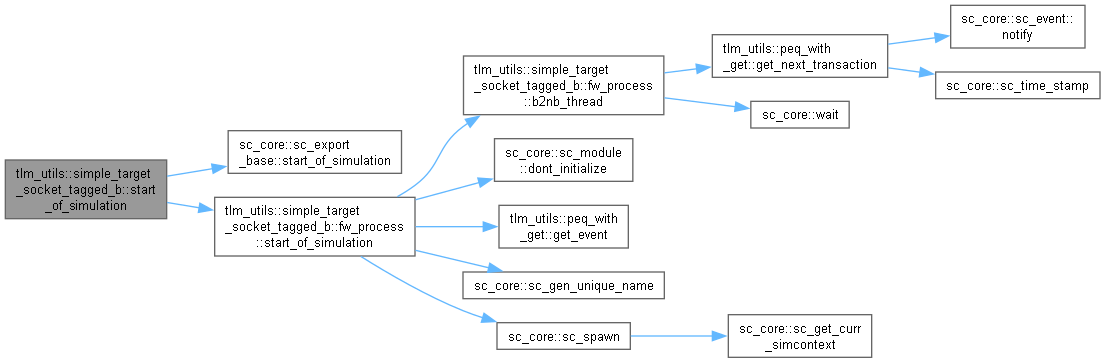 tlm_utils::simple_target
_socket_tagged_b::start
_of_simulation
sc_core::sc_export
_base::start_of_simulation
tlm_utils::simple_target
_socket_tagged_b::fw_process
::start_of_simulation
tlm_utils::simple_target
_socket_tagged_b::fw_process
::b2nb_thread
tlm_utils::peq_with
_get::get_next_transaction
sc_core::sc_event::
notify
sc_core::sc_time_stamp
sc_core::wait
sc_core::sc_module
::dont_initialize
tlm_utils::peq_with
_get::get_event
sc_core::sc_gen_unique_name
sc_core::sc_spawn
sc_core::sc_get_curr
_simcontext